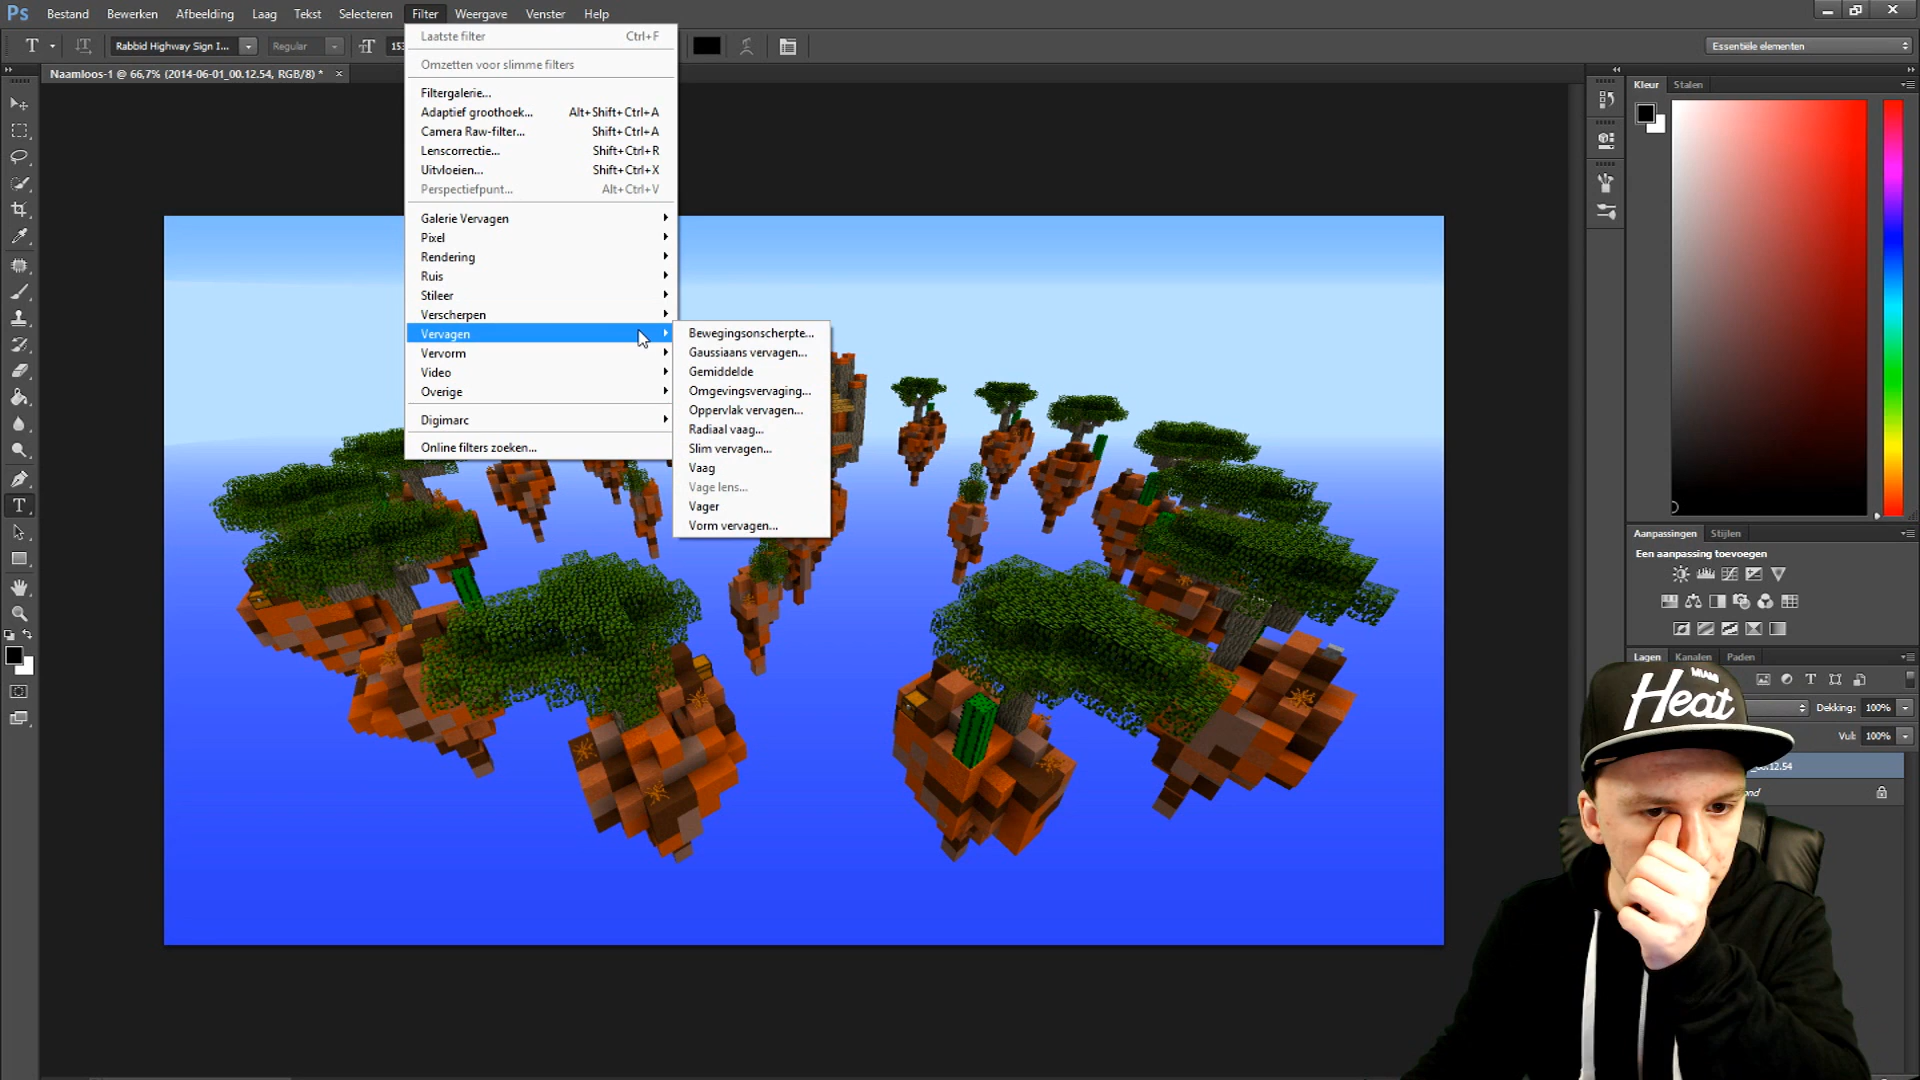 Ps Bestand Bewerken Afbeelding Laag Tekst Selecteren Filter Weergave Venster Help
T Rabbid Highway Sign I... Regular 153
Essentiële elementen
Naamloos-1 @ 66,7% (2014-06-01_00.12.54, RGB/8) * ×
Laatste filter Ctrl+F
Omzetten voor slimme filters
Filtergalerie...
Adaptief groothoek... Alt+Shift+Ctrl+A
Camera Raw-filter... Shift+Ctrl+A
Lenscorrectie... Shift+Ctrl+R
Uitvloeien... Shift+Ctrl+X
Perspectiefpunt... Alt+Ctrl+V
Galerie Vervagen
Pixel
Rendering
Ruis
Stileer
Verscherpen
Vervagen
Vervorm
Video
Overige
Digimarc
Online filters zoeken...
Bewegingsonscherpte...
Gaussiaans vervagen...
Gemiddelde
Omgevingsvervaging...
Oppervlak vervagen...
Radiaal vaag...
Slim vervagen...
Vaag
Vage lens...
Vager
Vorm vervagen...
Kleur Stalen
Aanpassingen Stijlen
Een aanpassing toevoegen
Lagen Kanalen Paden
Dekking: 100%
Vul: 100%
.12.54
ond
MIAMI
Heat